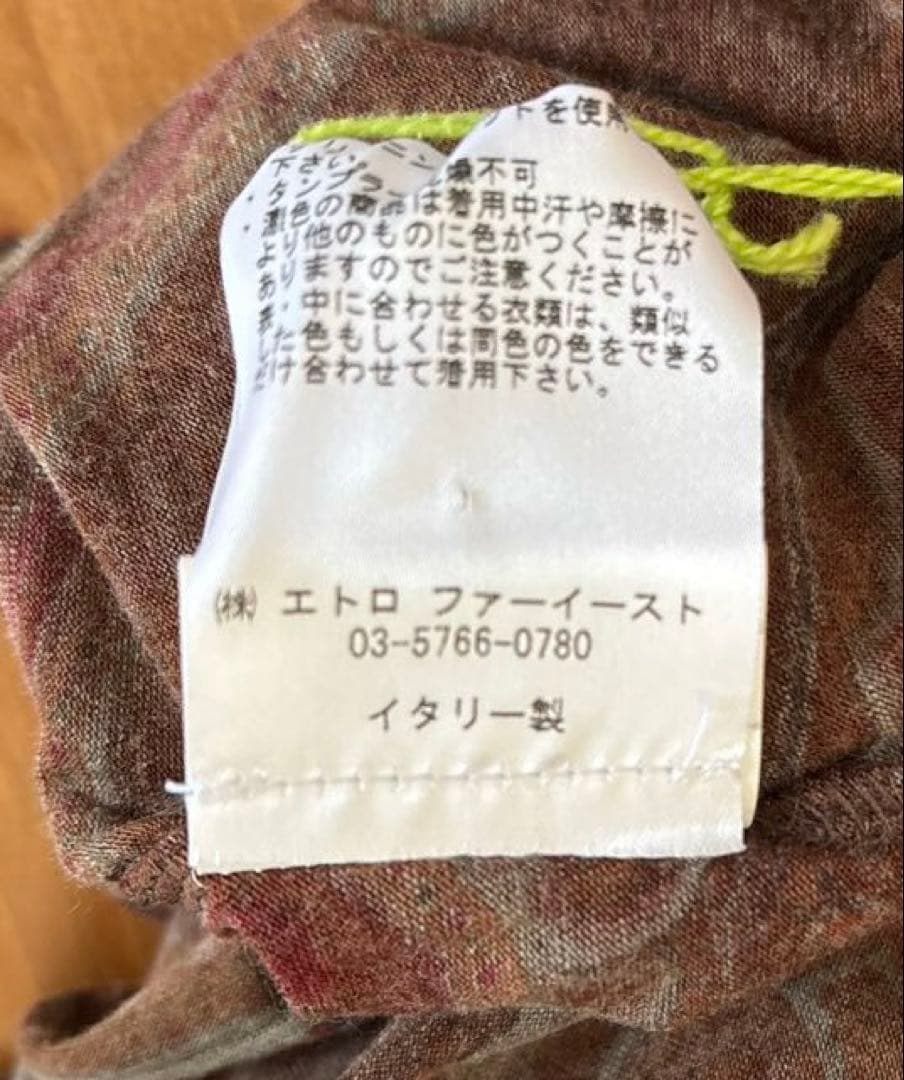 ットを使用
下さい。
タンブラー乾燥不可
・濃色の商品は着用中汗や摩擦に
より他のものに色がつくことが
ありますのでご注意ください。
・中に合わせる衣類は、類似
した色もしくは同色の色をできる
だけ合わせて着用下さい。
(株) エトロ ファーイースト
03-5766-0780
イタリー製